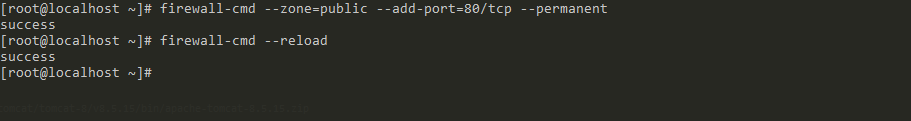 [root@localhost ~]# firewall-cmd --zone=public --add-port=80/tcp --permanent
success
[root@localhost ~]# firewall-cmd --reload
success
[root@localhost ~]#